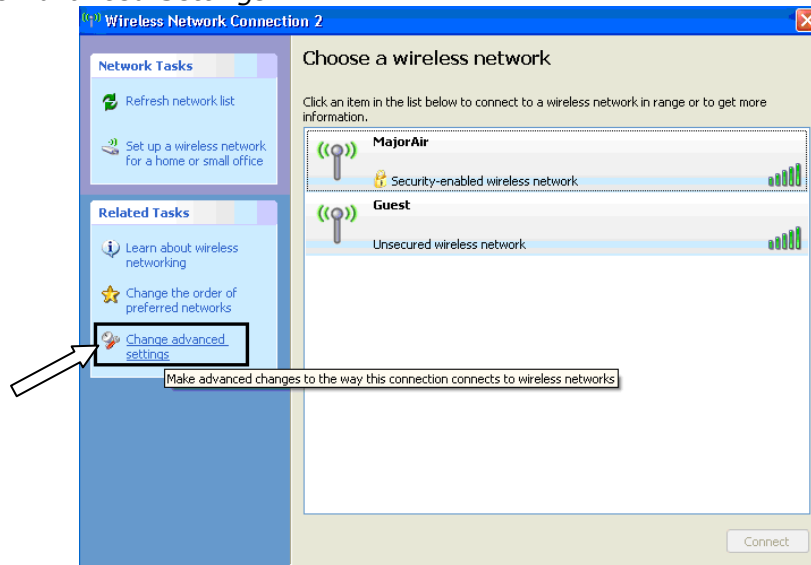 Wireless Network Connection 2
Network Tasks
Refresh network list
Set up a wireless network
for a home or small office
Related Tasks
Learn about wireless
networking
Change the order of
preferred networks
Change advanced
settings
Make advanced changes to the way this connection connects to wireless networks
Choose a wireless network
Click an item in the list below to connect to a wireless network in range or to get more
information.
MajorAir
Security-enabled wireless network
Guest
Unsecured wireless network
Connect